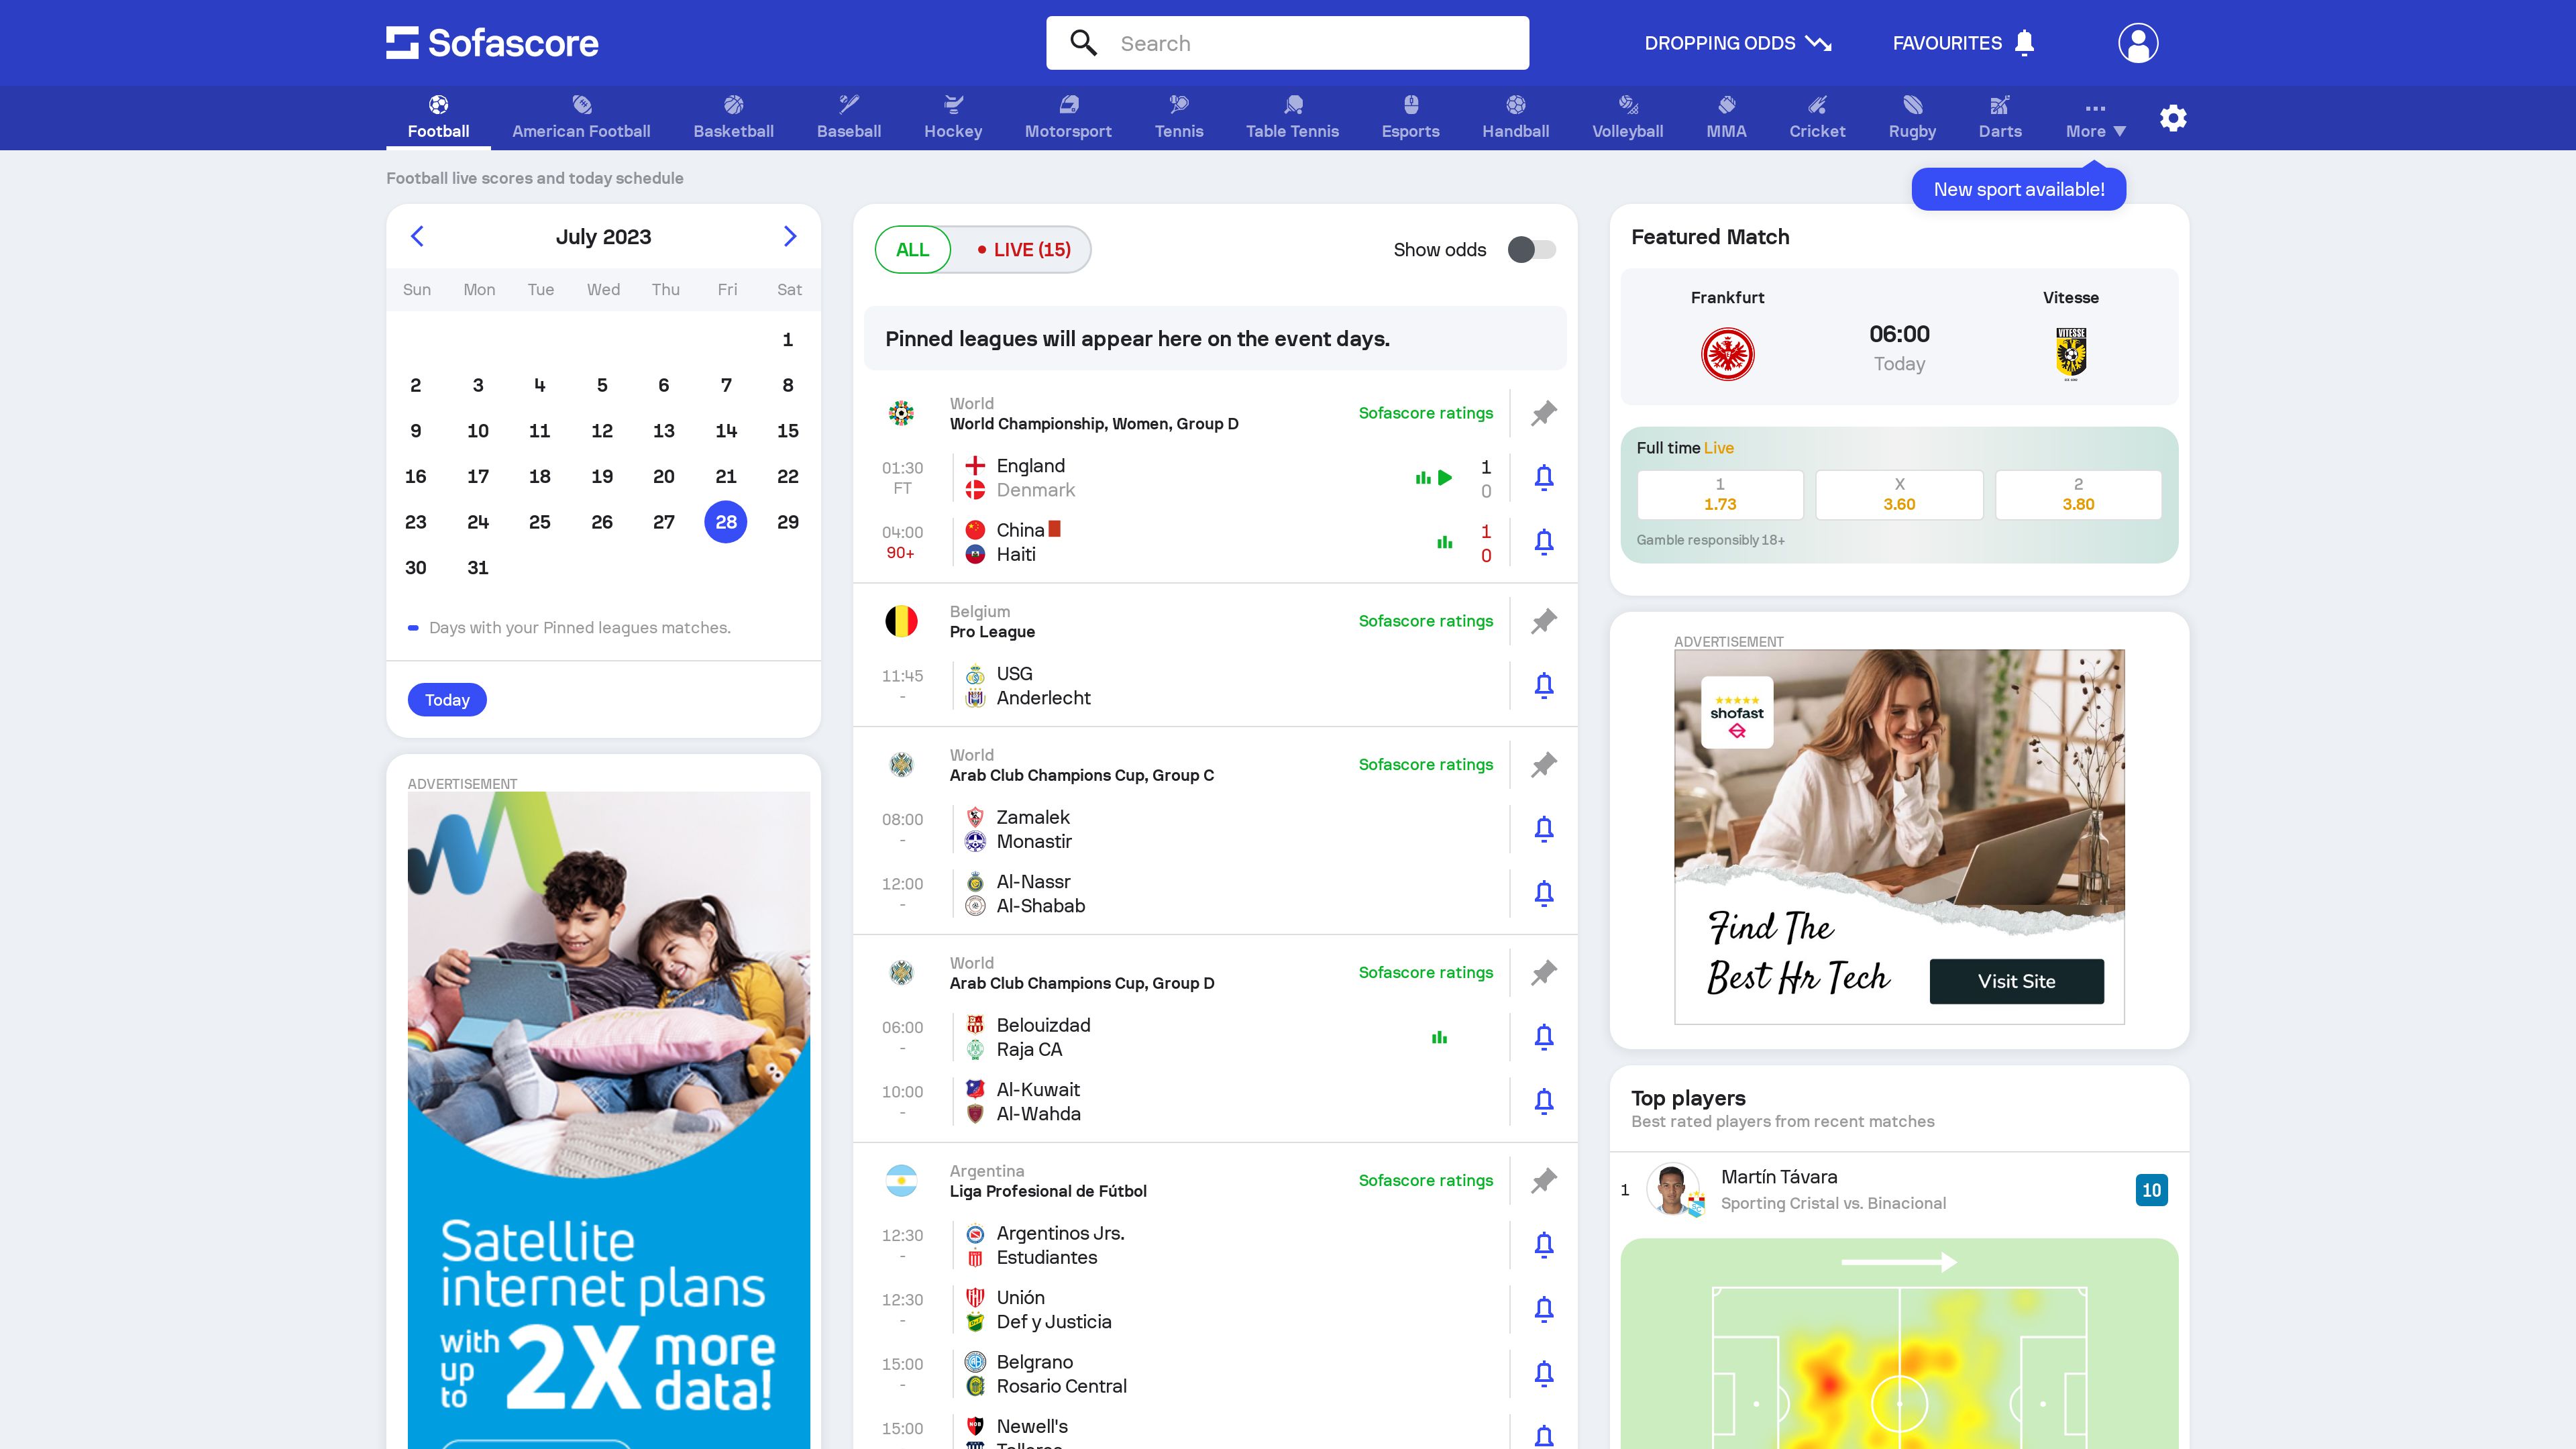 Sofascore
Search
DROPPING ODDS
FAVOURITES
Football
American Football
Basketball
Baseball
Hockey
Motorsport
Tennis
Table Tennis
Esports
Handball
Volleyball
MMA
Cricket
Rugby
Darts
More
New sport available!
Football live scores and today schedule
July 2023
Sun Mon Tue Wed Thu Fri Sat
1
2 3 4 5 6 7 8
9 10 11 12 13 14 15
16 17 18 19 20 21 22
23 24 25 26 27 28 29
30 31
Days with your Pinned leagues matches.
Today
ADVERTISEMENT
Satellite
internet plans
with up to 2X more data!
ALL
LIVE (15)
Show odds
Pinned leagues will appear here on the event days.
World
World Championship, Women, Group D
Sofascore ratings
01:30
FT
England
Denmark
1
0
04:00
90+
China
Haiti
1
0
Belgium
Pro League
Sofascore ratings
11:45
-
USG
Anderlecht
World
Arab Club Champions Cup, Group C
Sofascore ratings
08:00
-
Zamalek
Monastir
12:00
-
Al-Nassr
Al-Shabab
World
Arab Club Champions Cup, Group D
Sofascore ratings
06:00
-
Belouizdad
Raja CA
10:00
-
Al-Kuwait
Al-Wahda
Argentina
Liga Profesional de Fútbol
Sofascore ratings
12:30
-
Argentinos Jrs.
Estudiantes
12:30
-
Unión
Def y Justicia
15:00
-
Belgrano
Rosario Central
15:00
Newell's
Featured Match
Frankfurt
06:00
Today
Vitesse
VITESSE
Full time Live
1
1.73
X
3.60
2
3.80
Gamble responsibly 18+
ADVERTISEMENT
shofast
Find The
Best Hr Tech
Visit Site
Top players
Best rated players from recent matches
1
Martín Távara
Sporting Cristal vs. Binacional
10